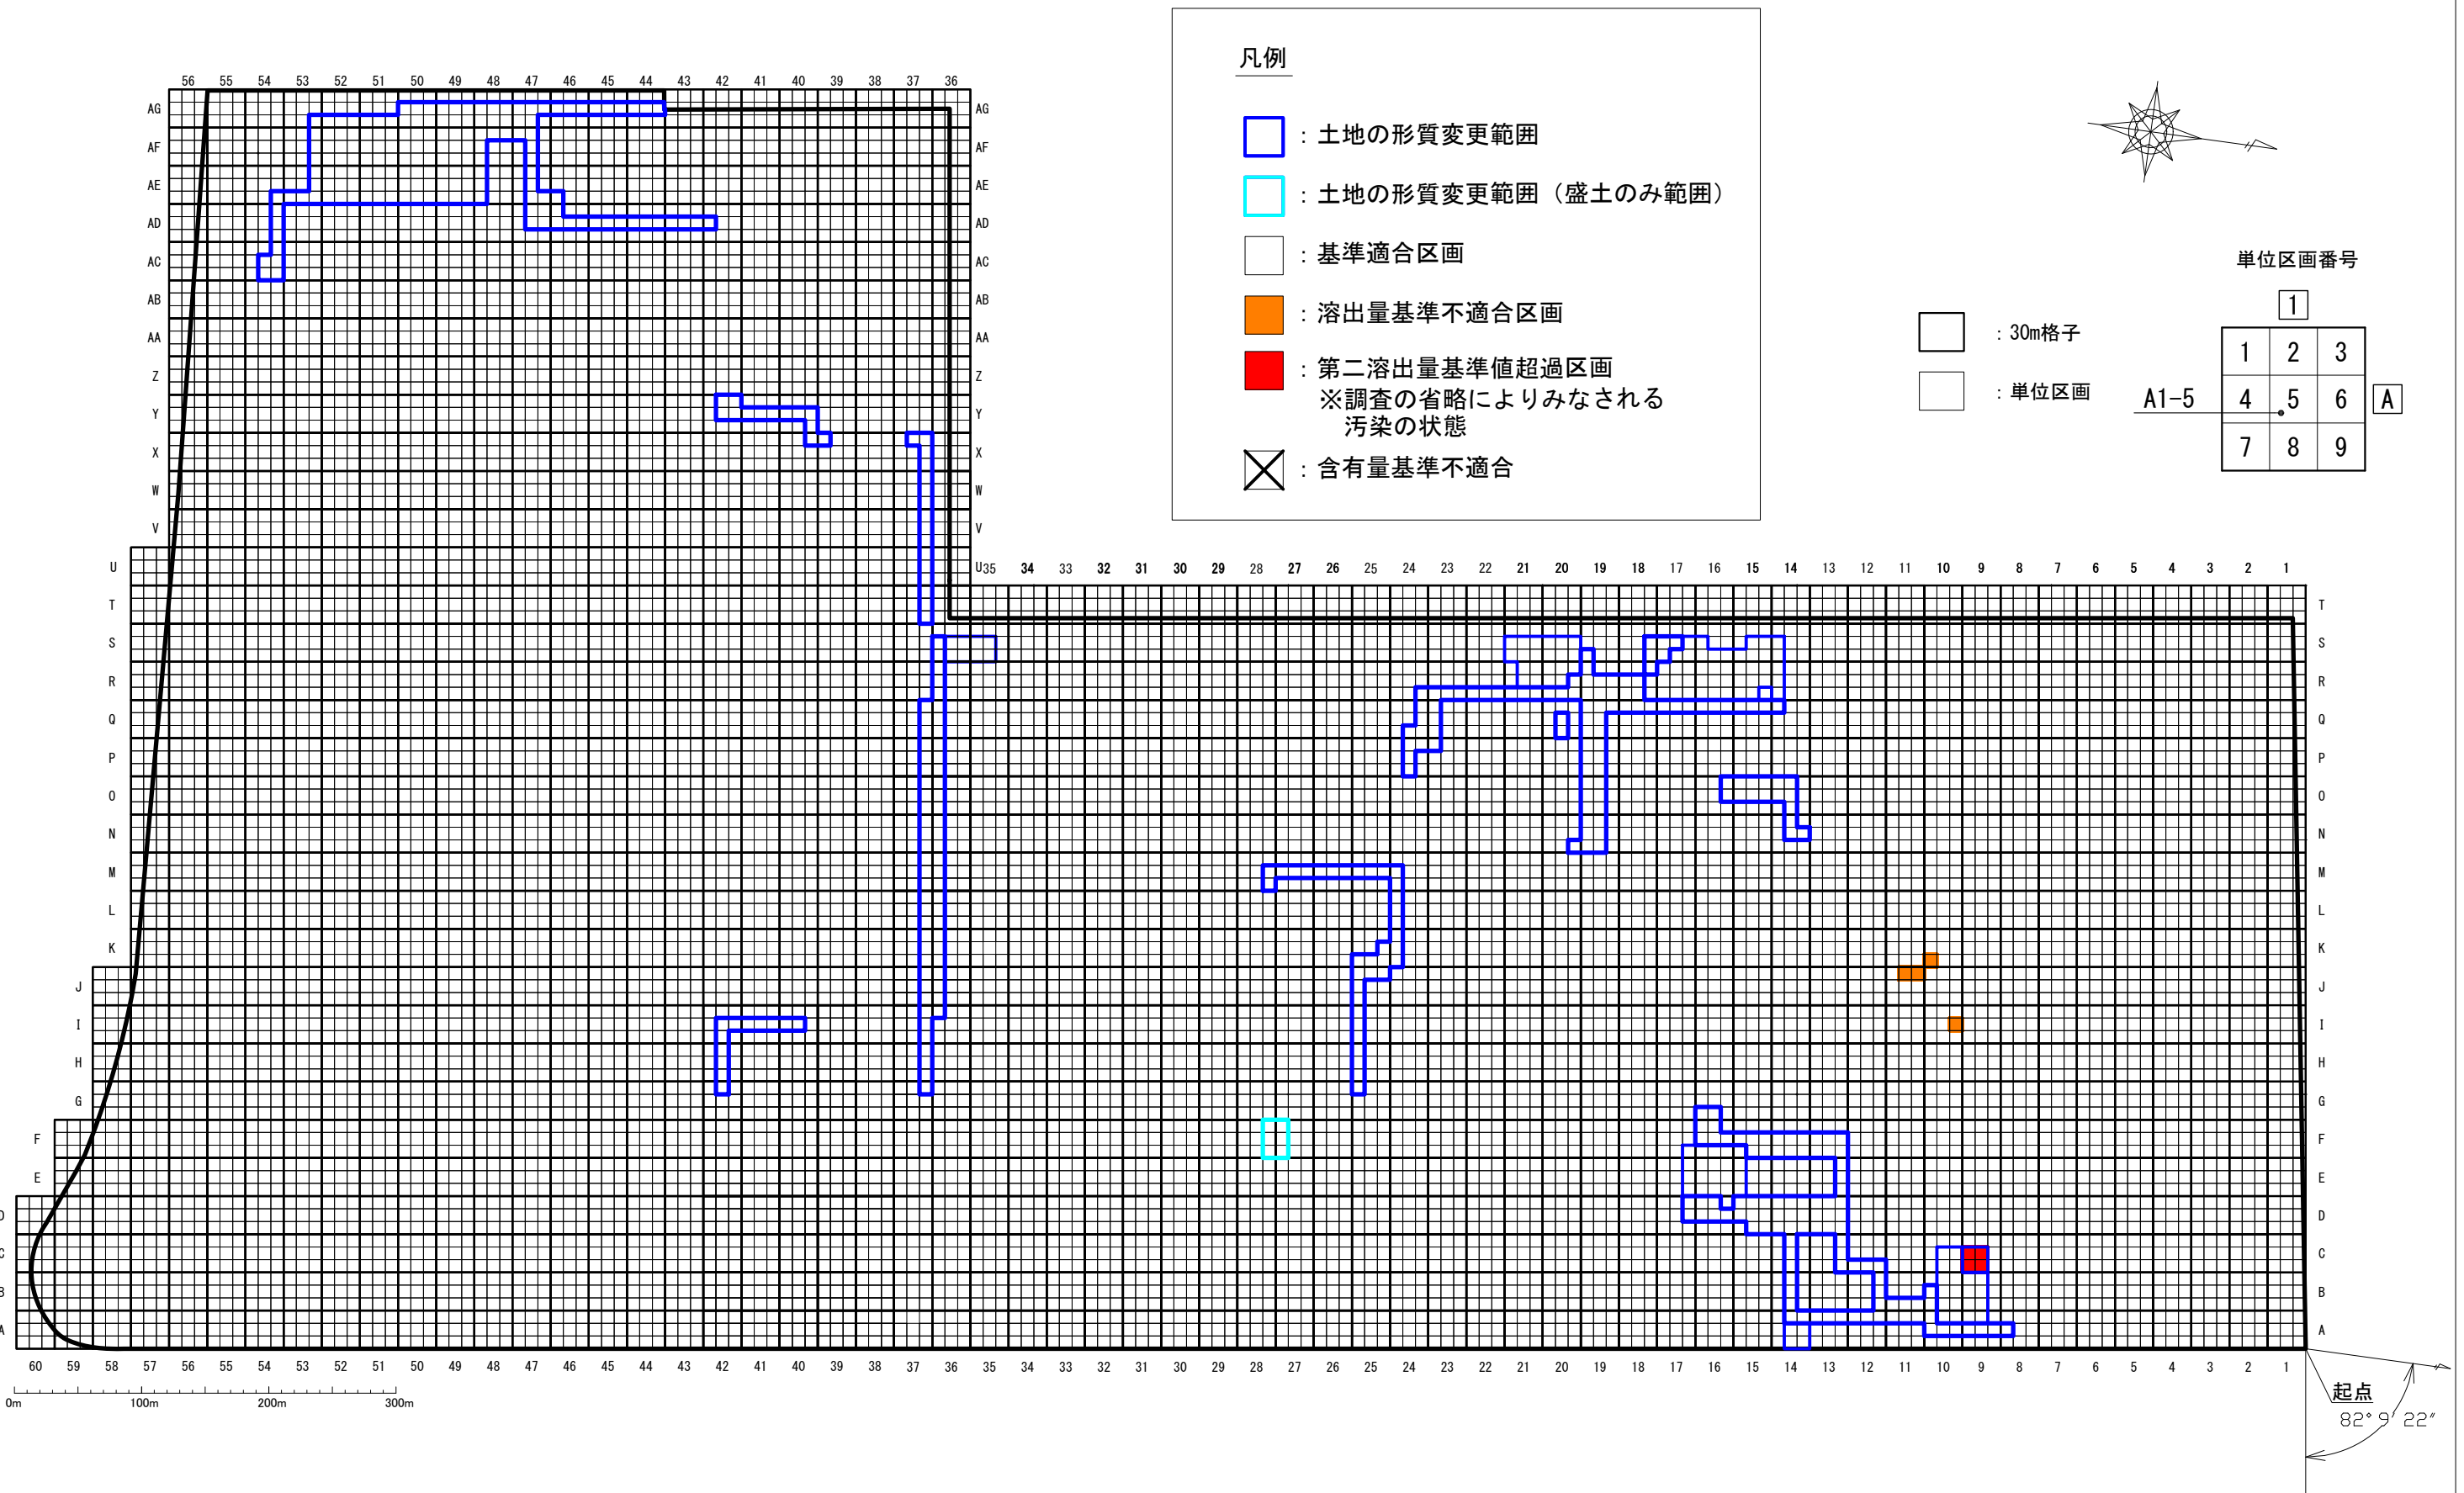 凡例
: 土地の形質変更範囲
: 土地の形質変更範囲（盛土のみ範囲）
: 基準適合区画
: 溶出量基準不適合区画
: 第二溶出量基準値超過区画
※調査の省略によりみなされる
汚染の状態
: 含有量基準不適合
: 30m格子
: 単位区画
単位区画番号
1
1 2 3
A1-5 4 5 6 A
7 8 9
56 55 54 53 52 51 50 49 48 47 46 45 44 43 42 41 40 39 38 37 36
AG AG
AF AF
AE AE
AD AD
AC AC
AB AB
AA AA
Z Z
Y Y
X X
W W
V V
U U 35 34 33 32 31 30 29 28 27 26 25 24 23 22 21 20 19 18 17 16 15 14 13 12 11 10 9 8 7 6 5 4 3 2 1
T T
S S
R R
Q Q
P P
O O
N N
M M
L L
K K
J J
I I
H H
G G
F F
E E
D D
C C
B B
A A
60 59 58 57 56 55 54 53 52 51 50 49 48 47 46 45 44 43 42 41 40 39 38 37 36 35 34 33 32 31 30 29 28 27 26 25 24 23 22 21 20 19 18 17 16 15 14 13 12 11 10 9 8 7 6 5 4 3 2 1
0m 100m 200m 300m
起点
82°9′22″